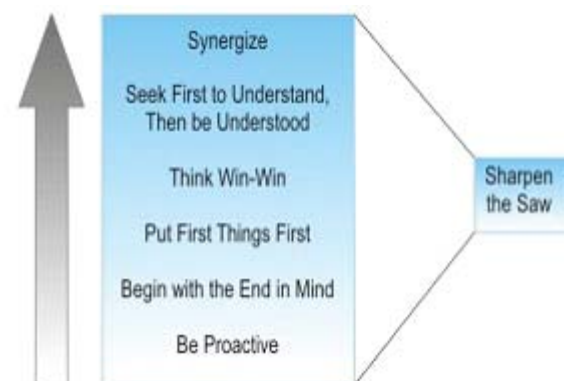 Synergize
Seek First to Understand,
Then be Understood
Think Win-Win
Put First Things First
Begin with the End in Mind
Be Proactive
Sharpen
the Saw